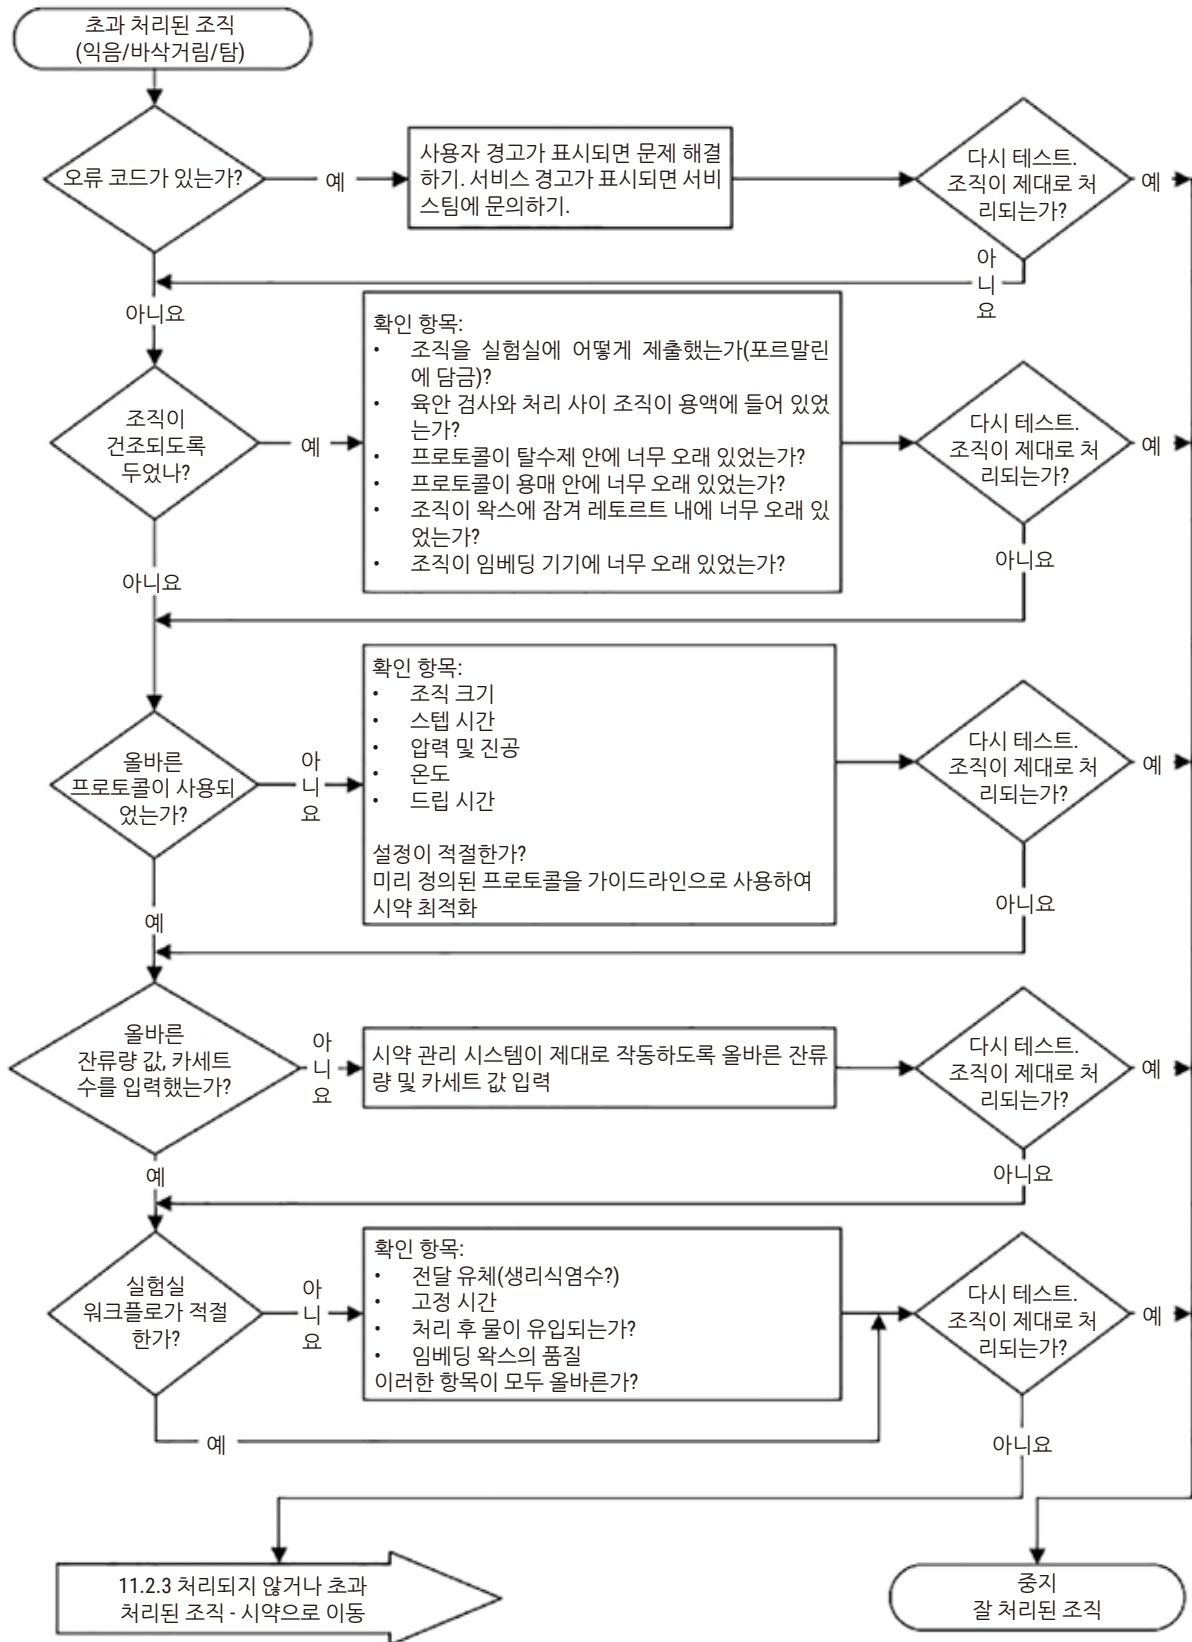 초과 처리된 조직
(익음/바삭거림/탐)
오류 코드가 있는가?
예
사용자 경고가 표시되면 문제 해결
하기. 서비스 경고가 표시되면 서비
스팀에 문의하기.
다시 테스트.
조직이 제대로 처
리되는가?
예
아
니
요
아니요
조직이
건조되도록
두었나?
예
확인 항목:
• 조직을 실험실에 어떻게 제출했는가(포르말린
에 담금)?
• 육안 검사와 처리 사이 조직이 용액에 들어 있었
는가?
• 프로토콜이 탈수제 안에 너무 오래 있었는가?
• 프로토콜이 용매 안에 너무 오래 있었는가?
• 조직이 왁스에 잠겨 레토르트 내에 너무 오래 있
었는가?
• 조직이 임베딩 기기에 너무 오래 있었는가?
다시 테스트.
조직이 제대로 처
리되는가?
예
아니요
아니요
올바른
프로토콜이 사용되
었는가?
아
니
요
확인 항목:
• 조직 크기
• 스텝 시간
• 압력 및 진공
• 온도
• 드립 시간
설정이 적절한가?
미리 정의된 프로토콜을 가이드라인으로 사용하여
시약 최적화
다시 테스트.
조직이 제대로 처
리되는가?
예
아니요
예
올바른
잔류량 값, 카세트
수를 입력했는가?
아
니
요
시약 관리 시스템이 제대로 작동하도록 올바른 잔류
량 및 카세트 값 입력
다시 테스트.
조직이 제대로 처
리되는가?
예
아니요
예
실험실
워크플로가 적절
한가?
아
니
요
확인 항목:
• 전달 유체(생리식염수?)
• 고정 시간
• 처리 후 물이 유입되는가?
• 임베딩 왁스의 품질
이러한 항목이 모두 올바른가?
다시 테스트.
조직이 제대로 처
리되는가?
예
예
아니요
11.2.3 처리되지 않거나 초과
처리된 조직 - 시약으로 이동
중지
잘 처리된 조직